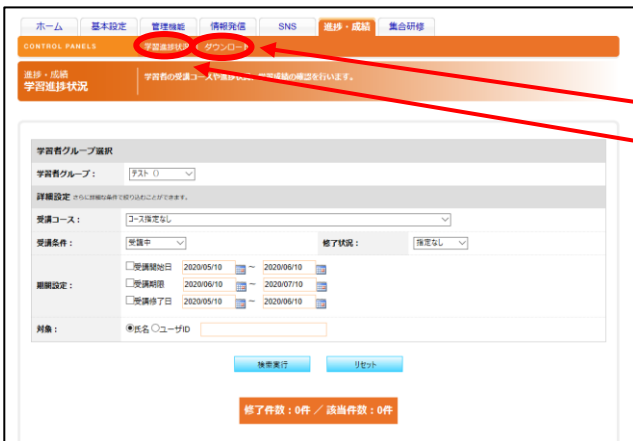 ホーム 基本設定 管理機能 情報発信 SNS 進捗・成績 集合研修
CONTROL PANELS 学習進捗状況 ダウンロード
進捗・成績
学習進捗状況 学習者の受講コースや進捗状況、学習成績の確認を行います。
学習者グループ選択
学習者グループ： テスト ()
詳細設定 さらに詳細な条件で絞り込むことができます。
受講コース： コース指定なし
受講条件： 受講中 修了状況： 指定なし
期間設定： 受講開始日 2020/05/10 ～ 2020/06/10
受講期限 2020/06/10 ～ 2020/07/10
受講修了日 2020/05/10 ～ 2020/06/10
対象： 氏名 ユーザID
検索実行 リセット
修了件数：0件 ／ 該当件数：0件